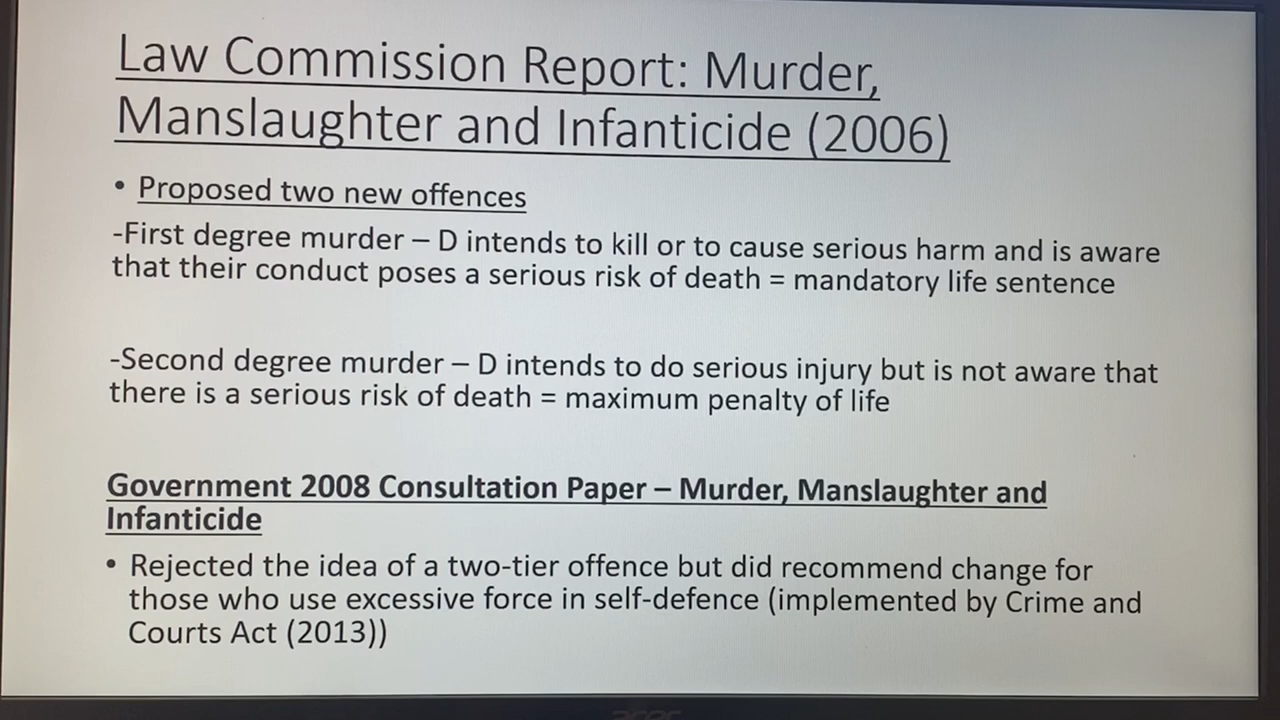 Law Commission Report: Murder,
Manslaughter and Infanticide (2006)
• Proposed two new offences
-First degree murder – D intends to kill or to cause serious harm and is aware
that their conduct poses a serious risk of death = mandatory life sentence
-Second degree murder – D intends to do serious injury but is not aware that
there is a serious risk of death = maximum penalty of life
Government 2008 Consultation Paper – Murder, Manslaughter and
Infanticide
• Rejected the idea of a two-tier offence but did recommend change for
those who use excessive force in self-defence (implemented by Crime and
Courts Act (2013))
acer